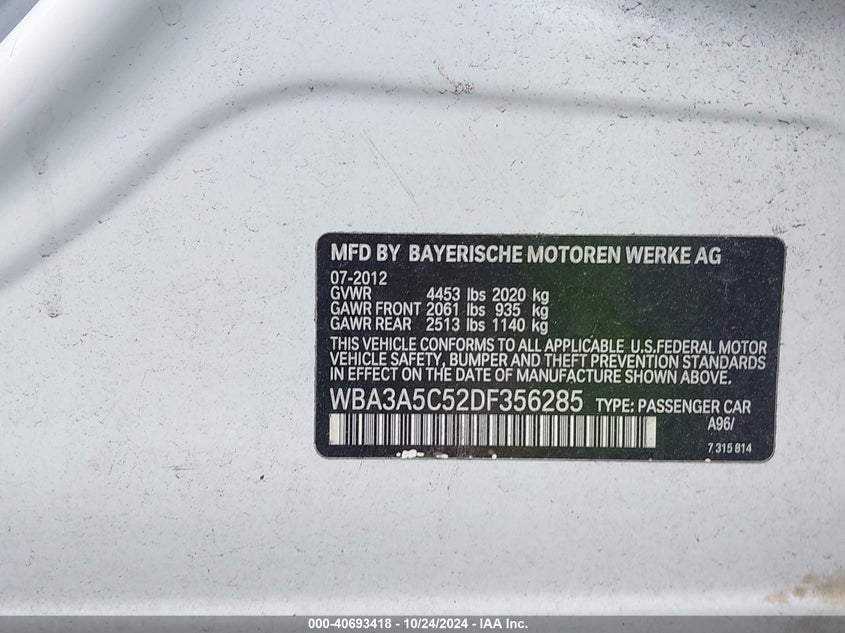 MFD BY BAYERISCHE MOTOREN WERKE AG
07-2012
GVWR 4453 lbs 2020 kg
GAWR FRONT 2061 lbs 935 kg
GAWR REAR 2513 lbs 1140 kg
THIS VEHICLE CONFORMS TO ALL APPLICABLE U.S.FEDERAL MOTOR
VEHICLE SAFETY, BUMPER AND THEFT PREVENTION STANDARDS
IN EFFECT ON THE DATE OF MANUFACTURE SHOWN ABOVE.
WBA3A5C52DF356285 TYPE: PASSENGER CAR
A96/
7 315 814
000-40693418 - 10/24/2024 - IAA Inc.